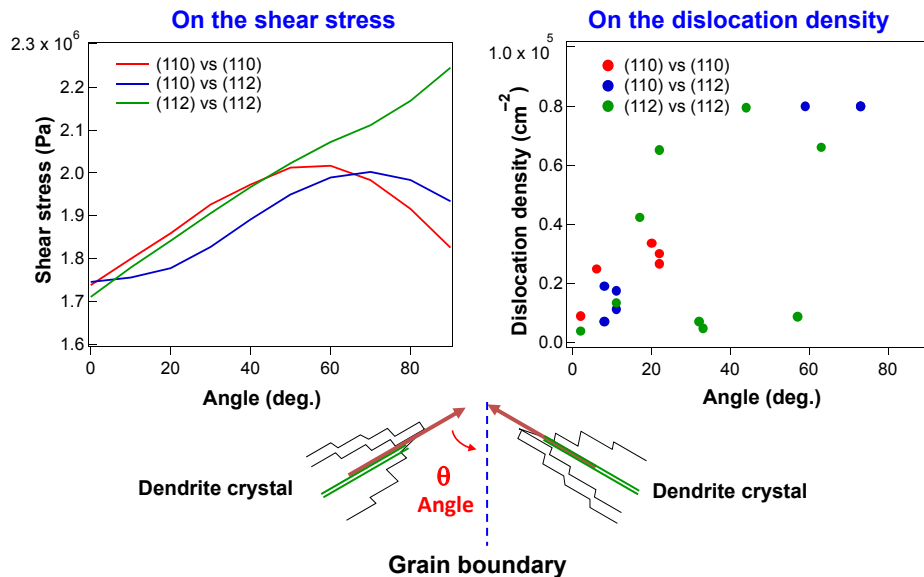 On the shear stress
2.3 x 10⁶
(110) vs (110)
(110) vs (112)
(112) vs (112)
2.2
2.1
2.0
1.9
1.8
1.7
1.6
Shear stress (Pa)
0
20
40
60
80
Angle (deg.)
On the dislocation density
1.0 x 10⁵
(110) vs (110)
(110) vs (112)
(112) vs (112)
0.8
0.6
0.4
0.2
0.0
Dislocation density (cm⁻²)
0
20
40
60
80
Angle (deg.)
Dendrite crystal
θ
Angle
Dendrite crystal
Grain boundary